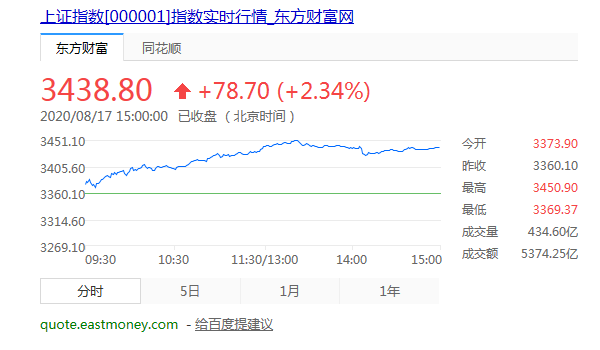 上证指数[000001]指数实时行情_东方财富网
东方财富 同花顺
3438.80 +78.70 (+2.34%)
2020/08/17 15:00:00 已收盘 ( 北京时间 )
3451.10
3405.60
3360.10
3314.60
3269.10
09:30 10:30 11:30/13:00 14:00 15:00
今开 3373.90
昨收 3360.10
最高 3450.90
最低 3369.37
成交量 434.60亿
成交额 5374.25亿
分时 5日 1月 1年
quote.eastmoney.com - 给百度提建议